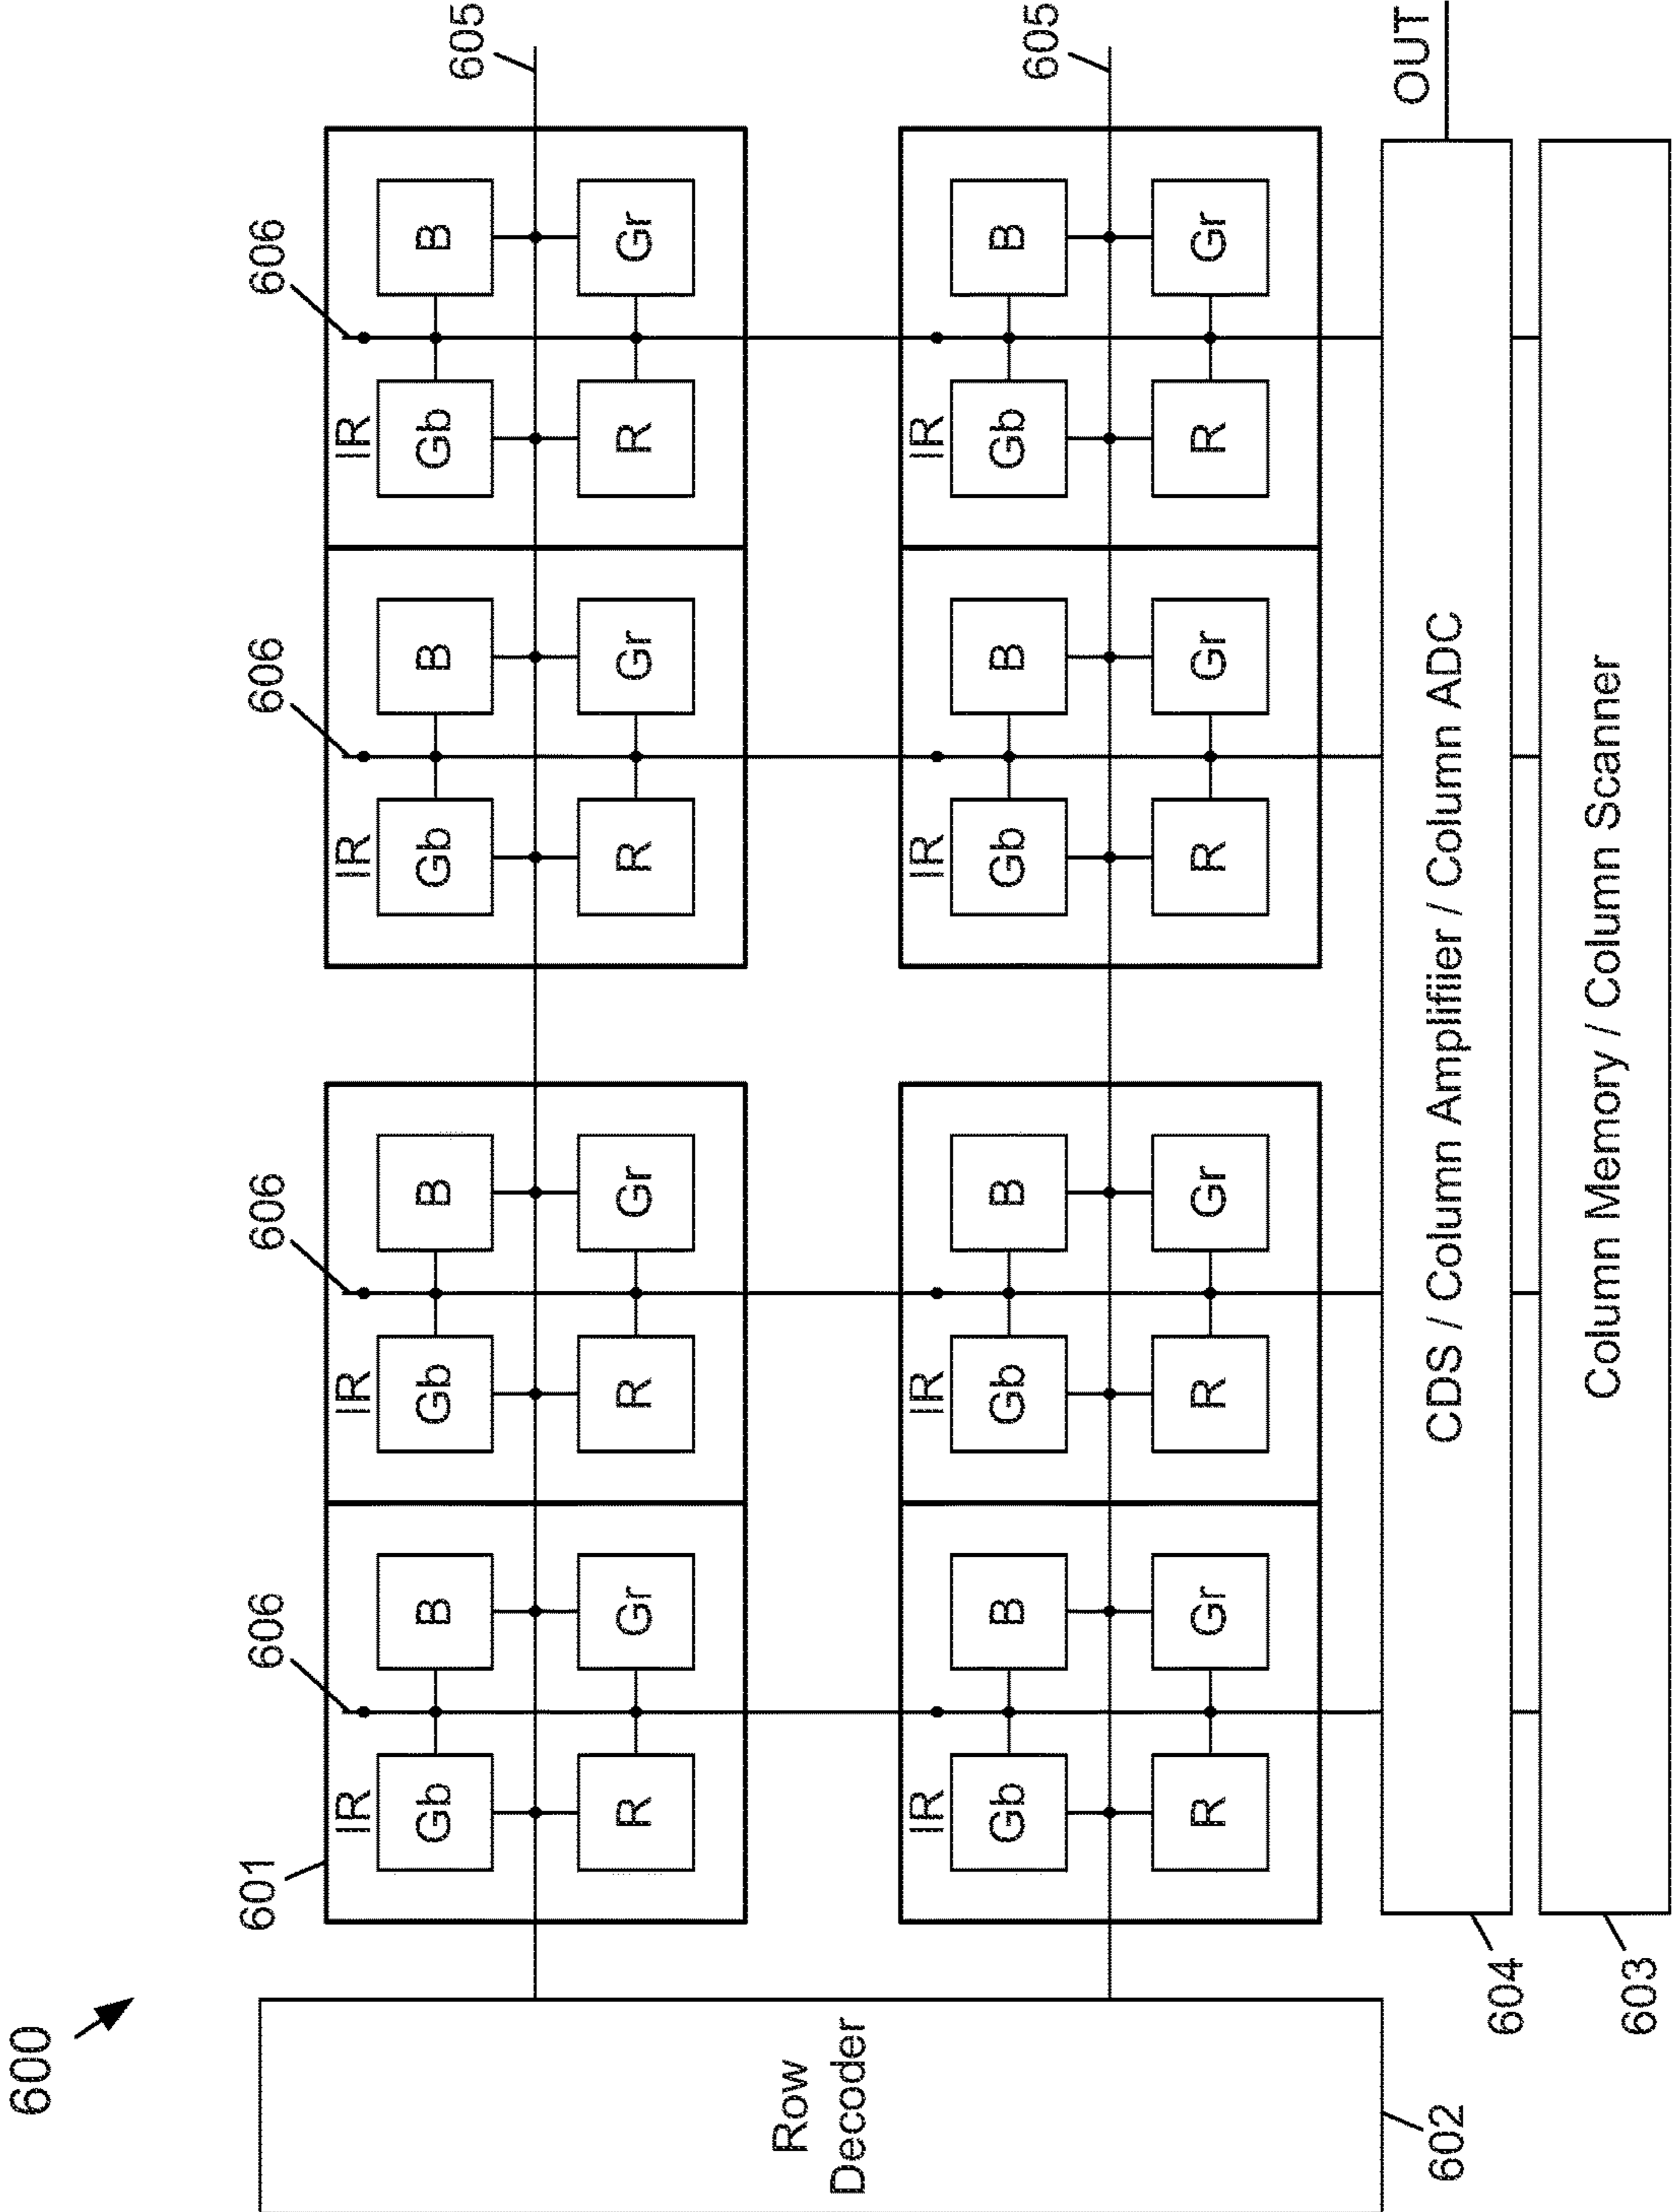 600
601 606 606 606 606
IR IR IR IR
Gb B Gb B Gb B Gb B
605
R Gr R Gr R Gr R Gr
Row
Decoder
IR IR IR IR
Gb B Gb B Gb B Gb B
605
R Gr R Gr R Gr R Gr
OUT
602
CDS / Column Amplifiier / Column ADC
604
Column Memory / Column Scanner
603